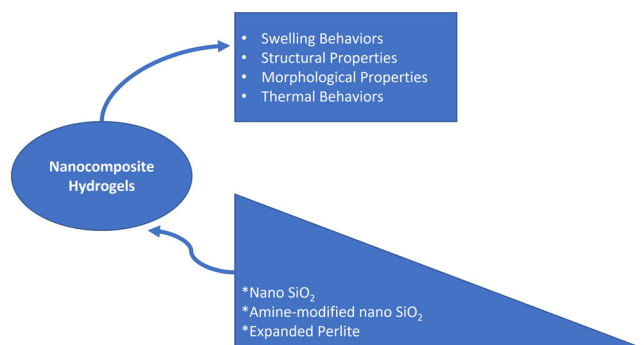 • Swelling Behaviors
• Structural Properties
• Morphological Properties
• Thermal Behaviors
Nanocomposite
Hydrogels
*Nano SiO₂
*Amine-modified nano SiO₂
*Expanded Perlite